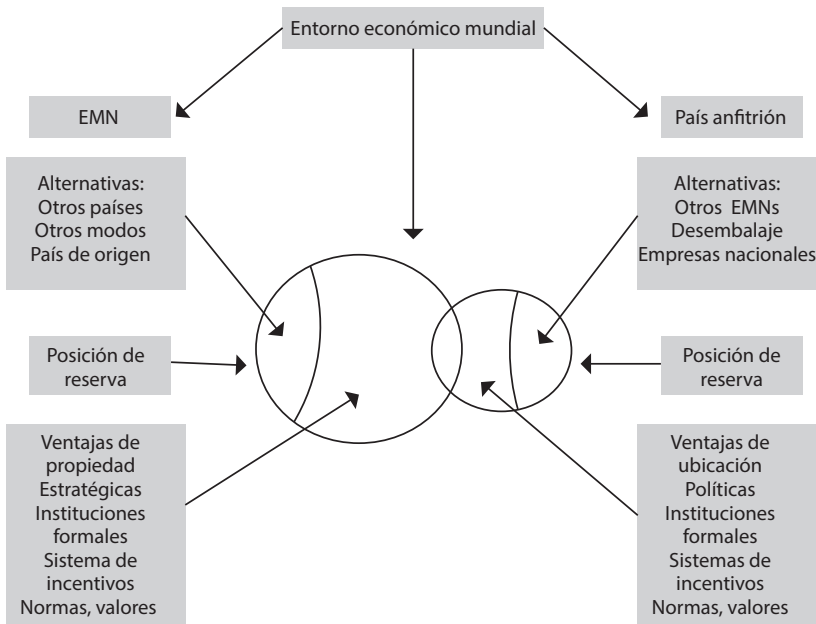 Entorno económico mundial
EMN
País anfitrión
Alternativas:
Otros países
Otros modos
País de origen
Alternativas:
Otros EMNs
Desembalaje
Empresas nacionales
Posición de
reserva
Posición de
reserva
Ventajas de
propiedad
Estratégicas
Instituciones
formales
Sistema de
incentivos
Normas, valores
Ventajas de
ubicación
Políticas
Instituciones
formales
Sistemas de
incentivos
Normas, valores